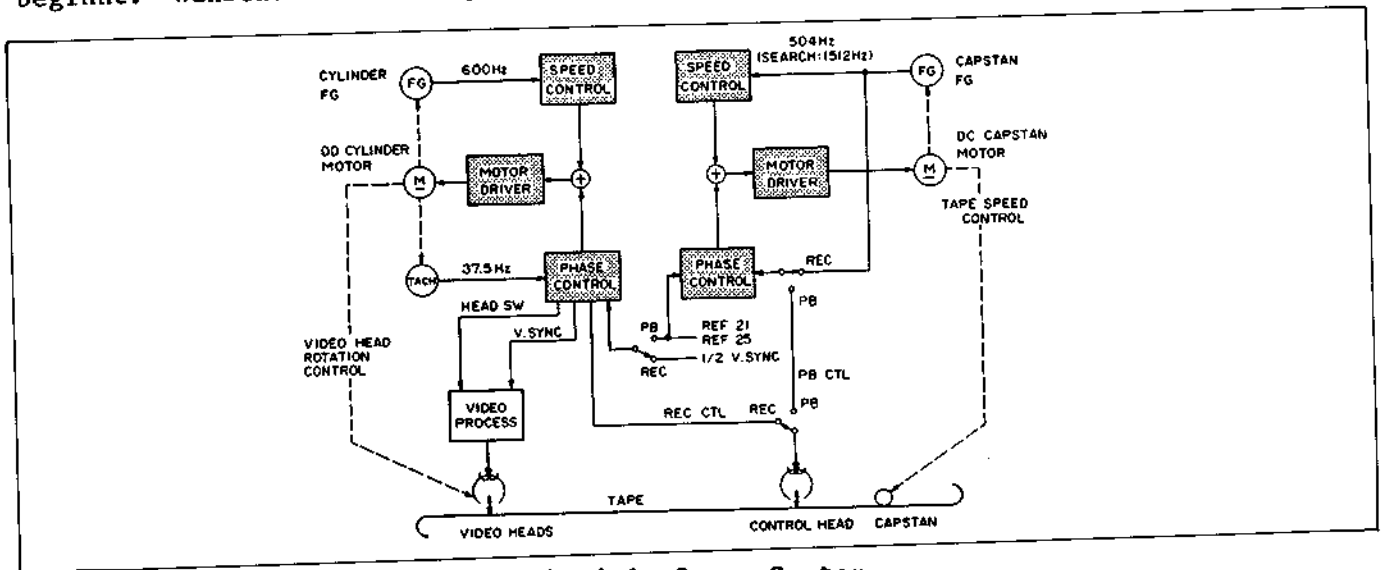 504Hz
(SEARCH:1512Hz)
CYLINDER
FG
FG
600Hz
SPEED
CONTROL
SPEED
CONTROL
FG
CAPSTAN
FG
DD CYLINDER
MOTOR
M
MOTOR
DRIVER
+
+
MOTOR
DRIVER
DC CAPSTAN
MOTOR
M
TAPE SPEED
CONTROL
TACH
37.5Hz
PHASE
CONTROL
PHASE
CONTROL
REC
PB
HEAD SW
V.SYNC
PB
REF 21
REF 25
1/2 V.SYNC
REC
VIDEO HEAD
ROTATION
CONTROL
PB CTL
VIDEO
PROCESS
REC CTL
REC
PB
TAPE
VIDEO HEADS
CONTROL HEAD
CAPSTAN